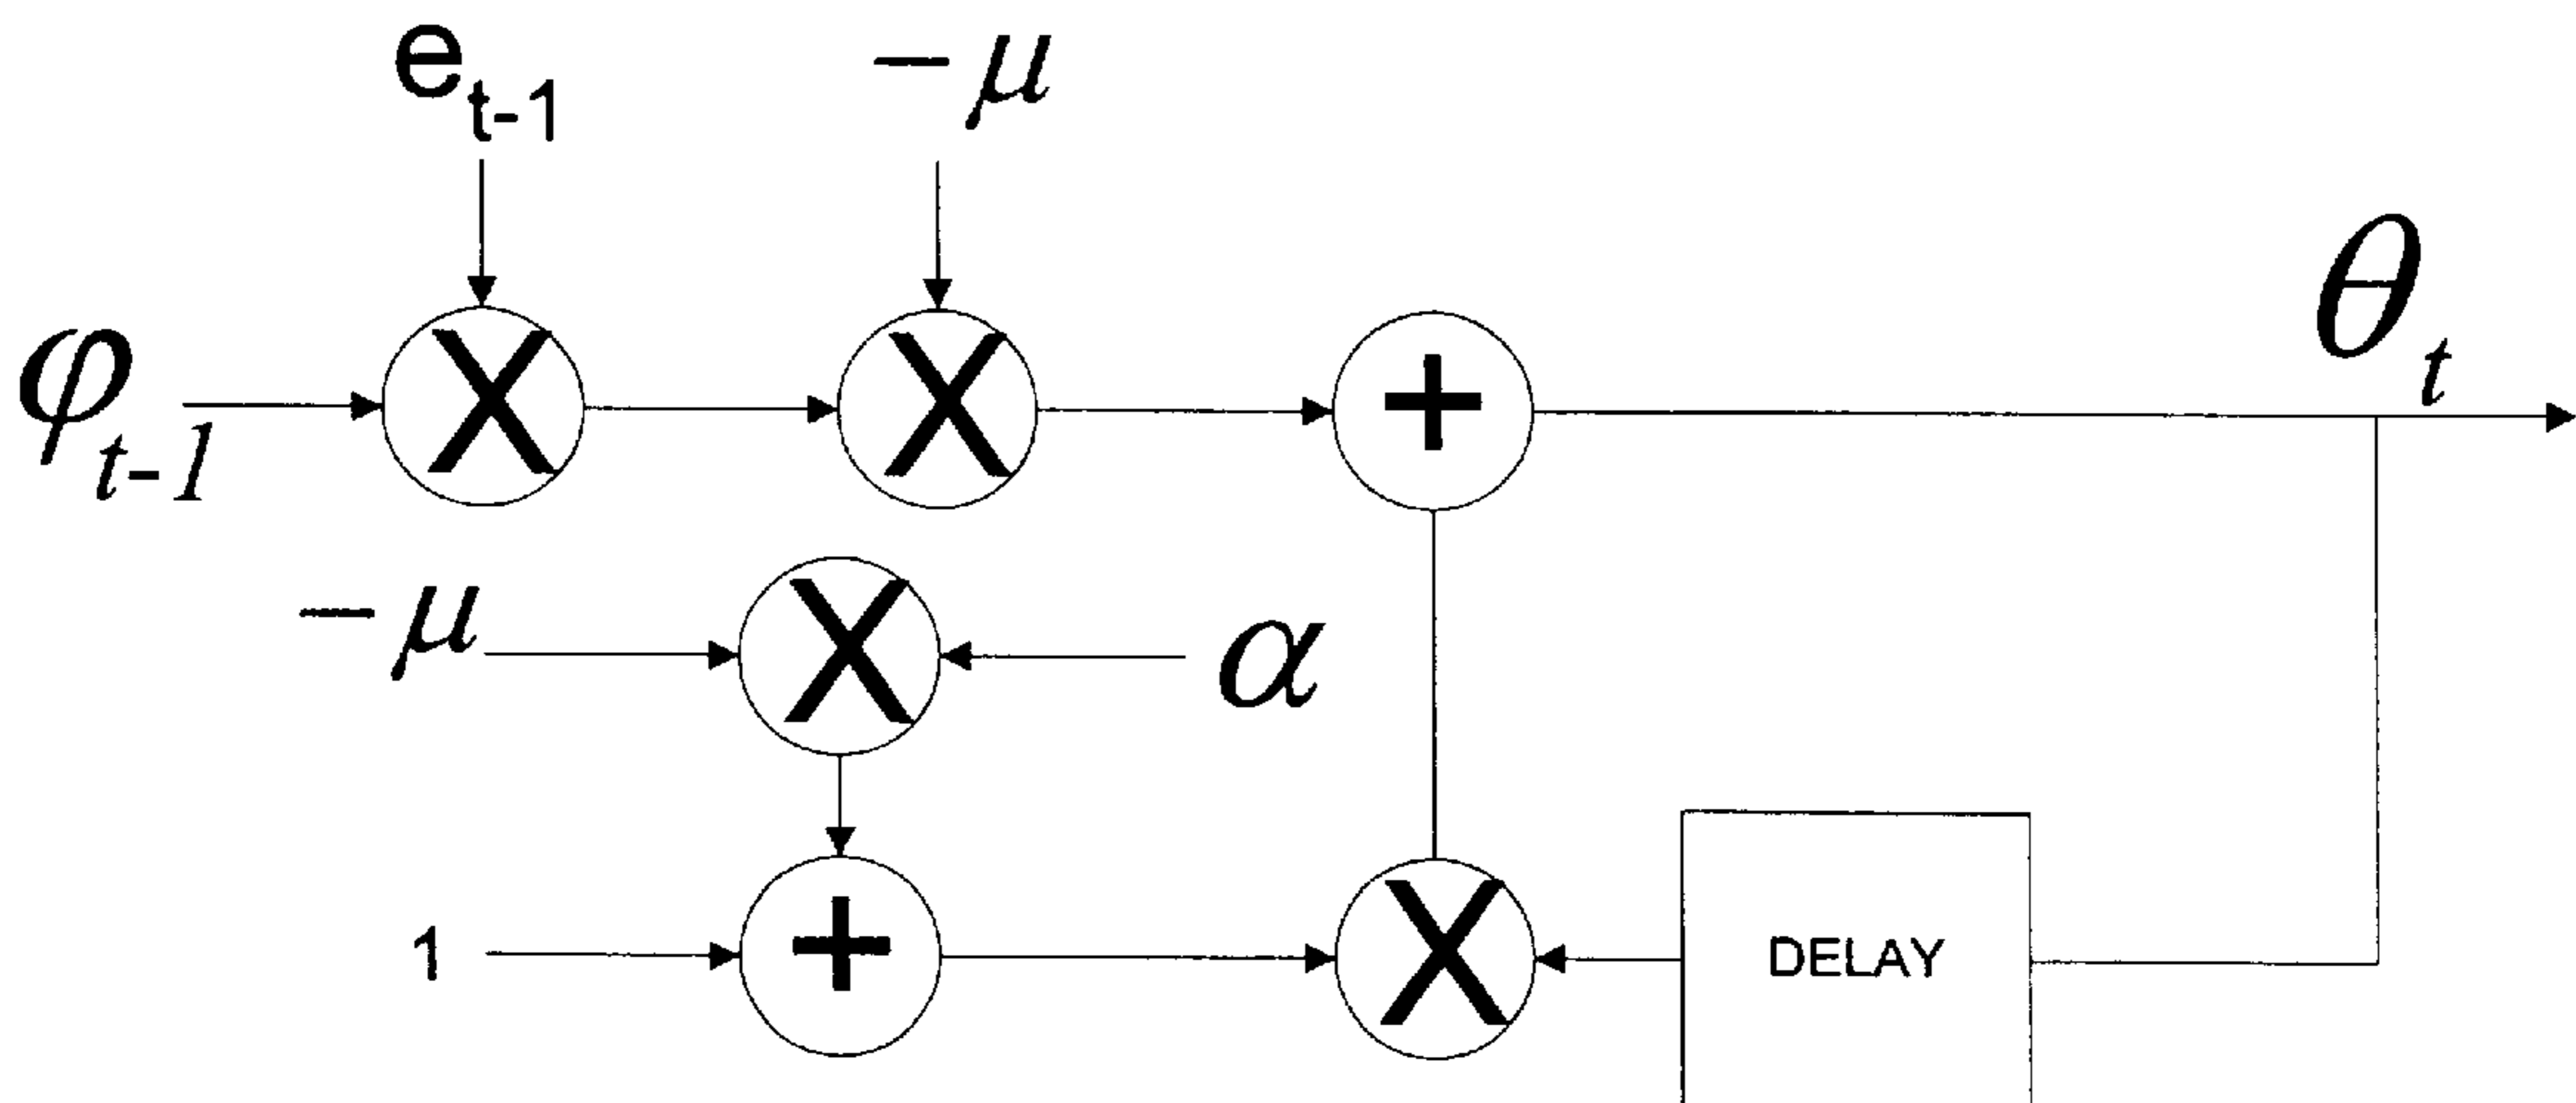 e_{t-1}
−μ
φ_{t-1}
X
X
+
θ_t
−μ
X
α
1
+
X
DELAY